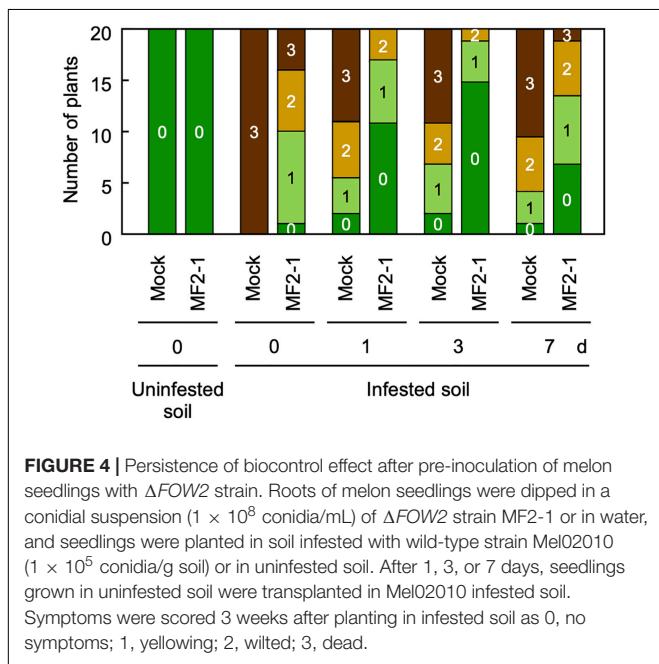 Number of plants
20
15
10
5
0
0
0
3
3
2
1
0
3
2
1
0
2
1
0
3
2
1
0
2
1
0
3
2
1
0
3
2
1
0
Mock MF2-1 Mock MF2-1 Mock MF2-1 Mock MF2-1 Mock MF2-1
0 0 1 3 7 d
Uninfested Infested soil
soil
FIGURE 4 | Persistence of biocontrol effect after pre-inoculation of melon
seedlings with ΔFOW2 strain. Roots of melon seedlings were dipped in a
conidial suspension (1 × 10⁸ conidia/mL) of ΔFOW2 strain MF2-1 or in water,
and seedlings were planted in soil infested with wild-type strain Mel02010
(1 × 10⁵ conidia/g soil) or in uninfested soil. After 1, 3, or 7 days, seedlings
grown in uninfested soil were transplanted in Mel02010 infested soil.
Symptoms were scored 3 weeks after planting in infested soil as 0, no
symptoms; 1, yellowing; 2, wilted; 3, dead.